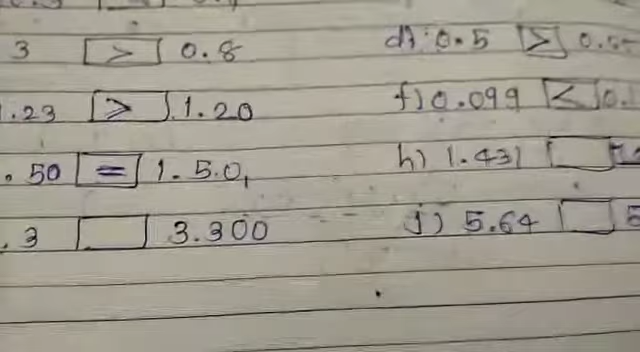 3 > 0.8 d) 0.5 >
.23 > 1.20 f) 0.099 < 0.
.50 = 1.50 h) 1.431
.3 3.300 j) 5.64 5